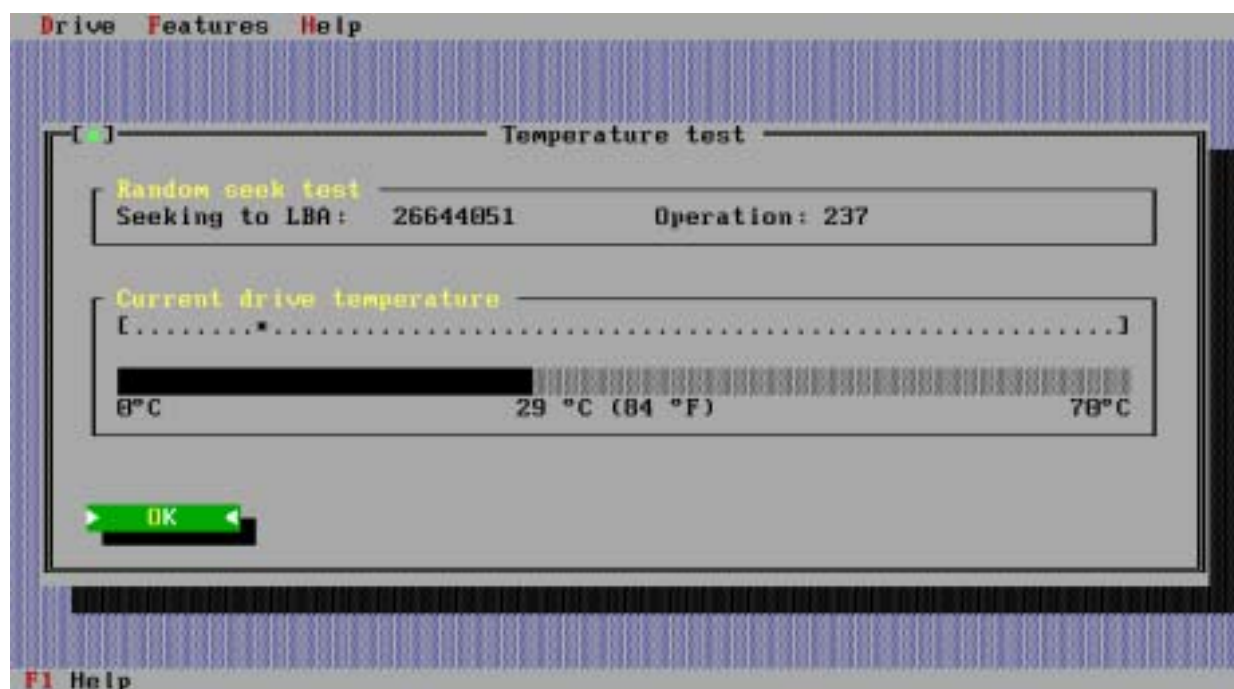 Drive Features Help
[■] Temperature test
Random seek test
Seeking to LBA: 26644051 Operation: 237
Current drive temperature
[........▪........................................................]
0°C 29 °C (84 °F) 70°C
OK
F1 Help